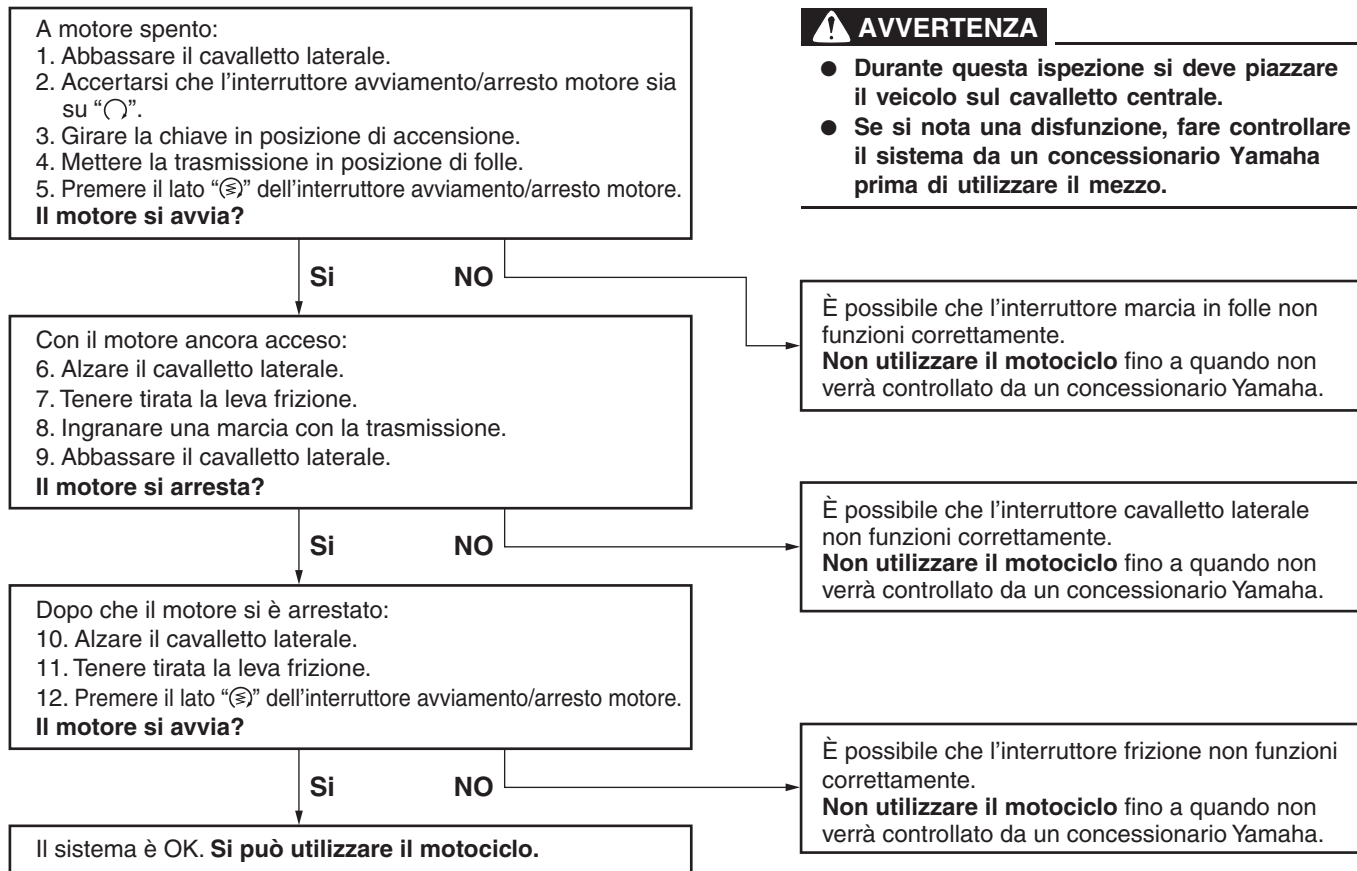 A motore spento:
1. Abbassare il cavalletto laterale.
2. Accertarsi che l'interruttore avviamento/arresto motore sia
su “◯”.
3. Girare la chiave in posizione di accensione.
4. Mettere la trasmissione in posizione di folle.
5. Premere il lato “” dell'interruttore avviamento/arresto motore.
Il motore si avvia?
AVVERTENZA
● Durante questa ispezione si deve piazzare
il veicolo sul cavalletto centrale.
● Se si nota una disfunzione, fare controllare
il sistema da un concessionario Yamaha
prima di utilizzare il mezzo.
Si NO
È possibile che l'interruttore marcia in folle non
funzioni correttamente.
Non utilizzare il motociclo fino a quando non
verrà controllato da un concessionario Yamaha.
Con il motore ancora acceso:
6. Alzare il cavalletto laterale.
7. Tenere tirata la leva frizione.
8. Ingranare una marcia con la trasmissione.
9. Abbassare il cavalletto laterale.
Il motore si arresta?
Si NO
È possibile che l'interruttore cavalletto laterale
non funzioni correttamente.
Non utilizzare il motociclo fino a quando non
verrà controllato da un concessionario Yamaha.
Dopo che il motore si è arrestato:
10. Alzare il cavalletto laterale.
11. Tenere tirata la leva frizione.
12. Premere il lato “” dell'interruttore avviamento/arresto motore.
Il motore si avvia?
Si NO
È possibile che l'interruttore frizione non funzioni
correttamente.
Non utilizzare il motociclo fino a quando non
verrà controllato da un concessionario Yamaha.
Il sistema è OK. Si può utilizzare il motociclo.